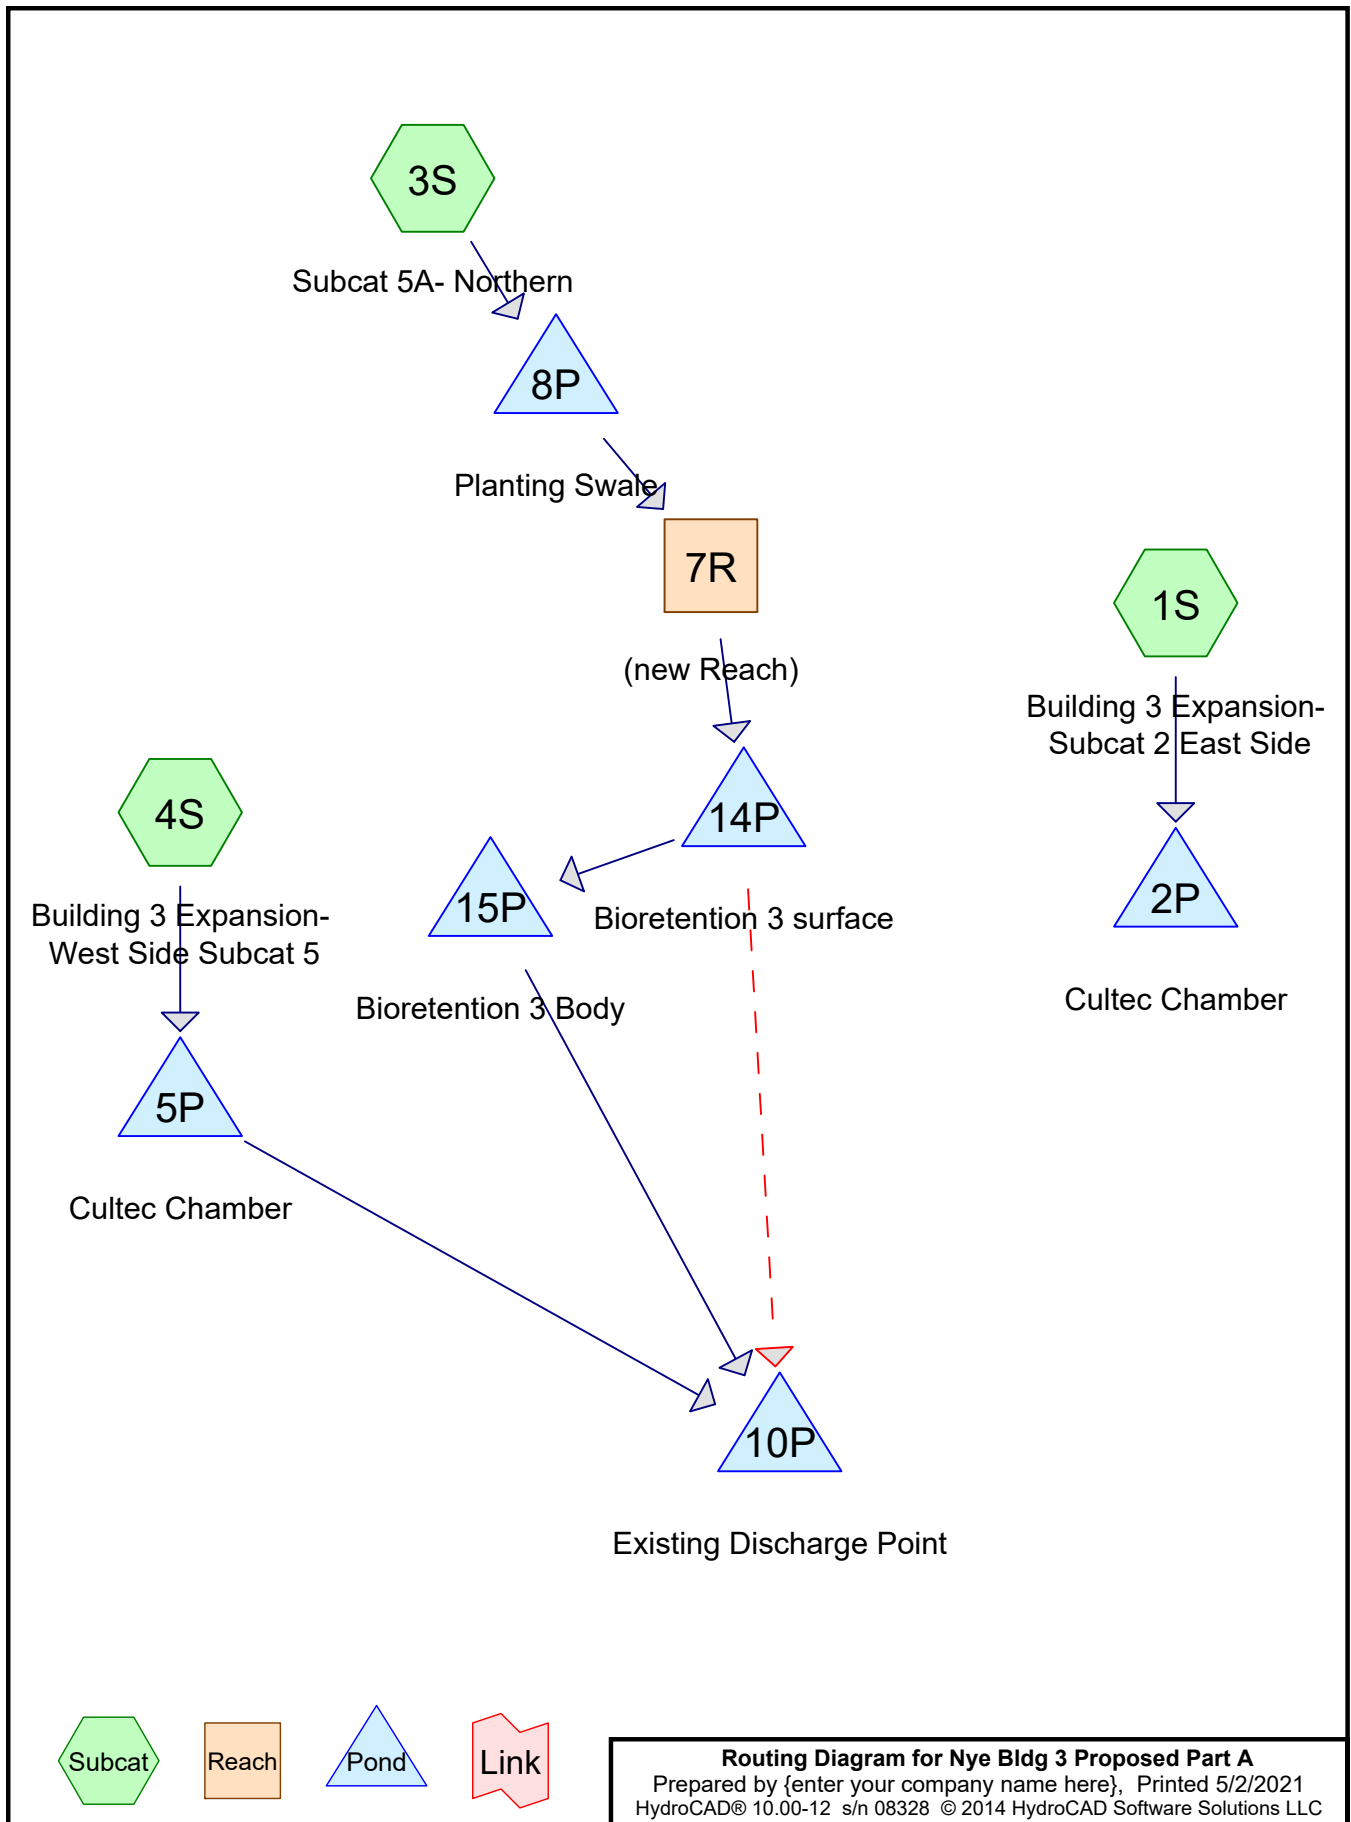 3S
Subcat 5A- Northern
8P
Planting Swale
7R
(new Reach)
1S
Building 3 Expansion-
Subcat 2 East Side
14P
Bioretention 3 surface
4S
Building 3 Expansion-
West Side Subcat 5
15P
Bioretention 3 Body
2P
Cultec Chamber
5P
Cultec Chamber
10P
Existing Discharge Point
Subcat
Reach
Pond
Link
Routing Diagram for Nye Bldg 3 Proposed Part A
Prepared by {enter your company name here}, Printed 5/2/2021
HydroCAD® 10.00-12 s/n 08328 © 2014 HydroCAD Software Solutions LLC